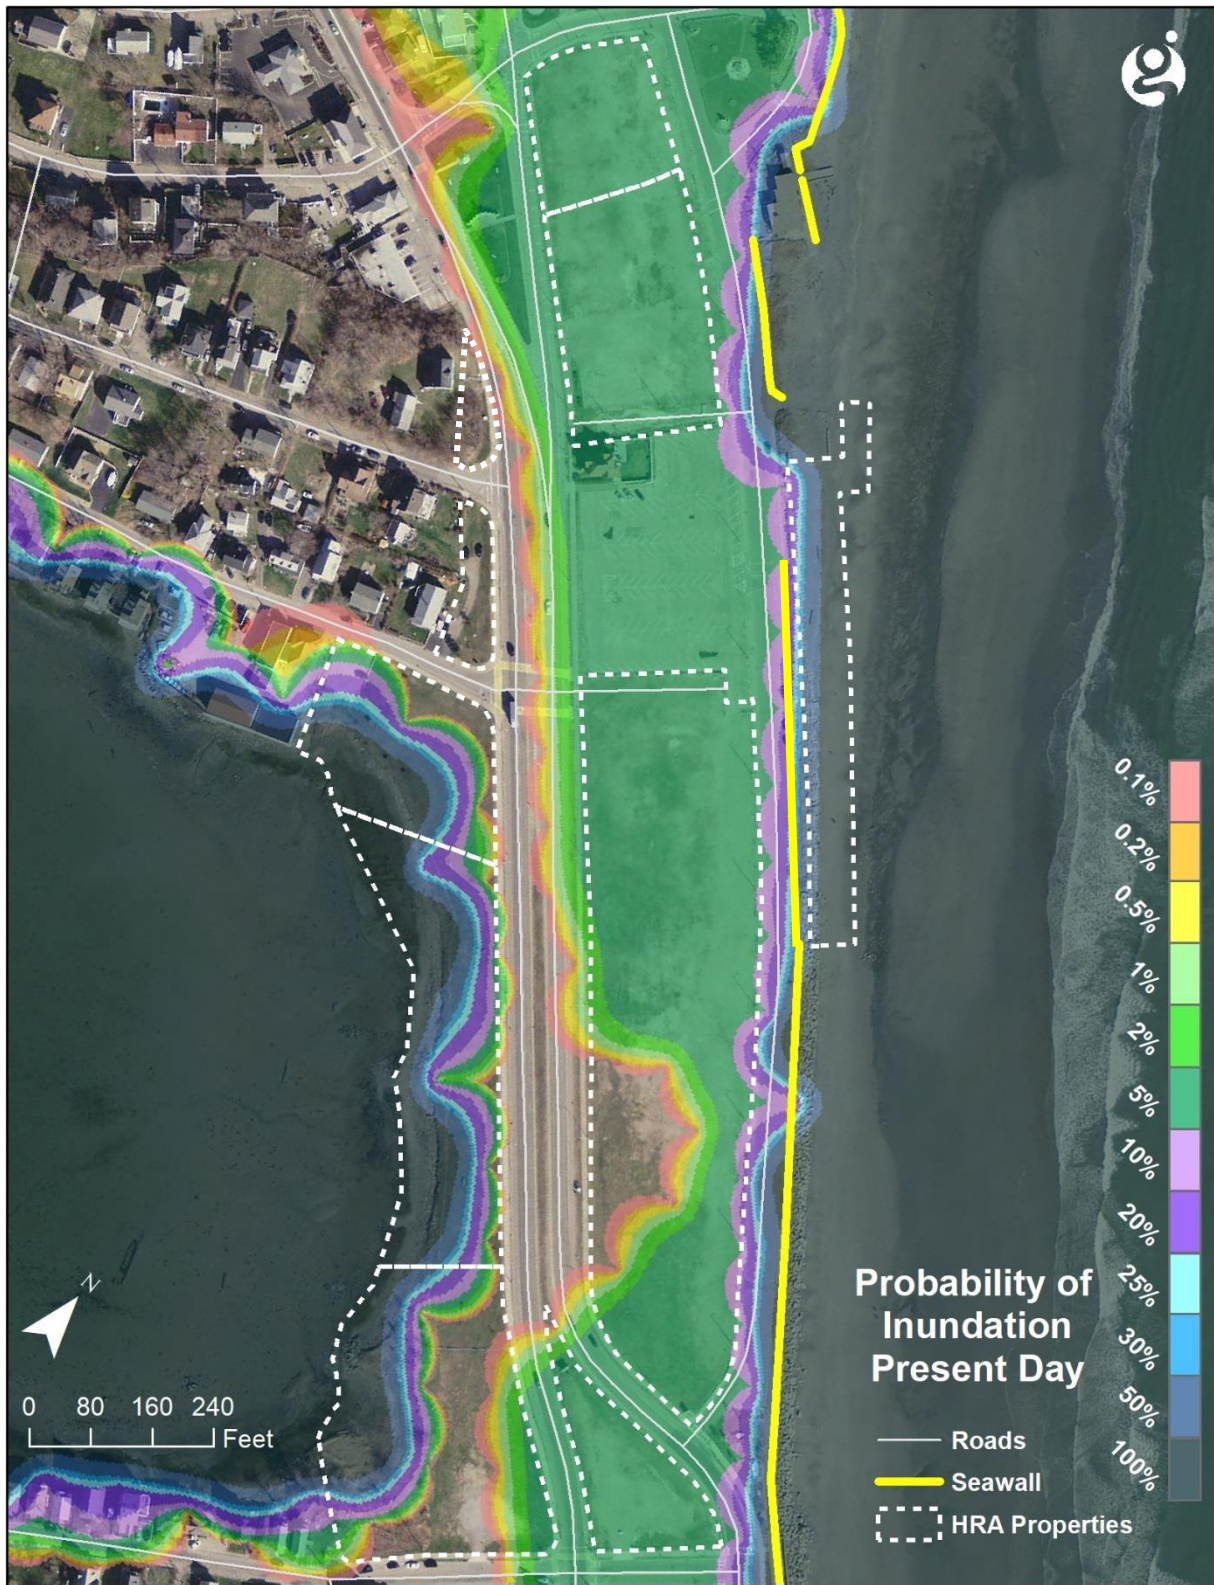 0.1%
0.2%
0.5%
1%
2%
5%
10%
20%
25%
30%
50%
100%
Probability of
Inundation
Present Day
Roads
Seawall
HRA Properties
N
0 80 160 240
Feet